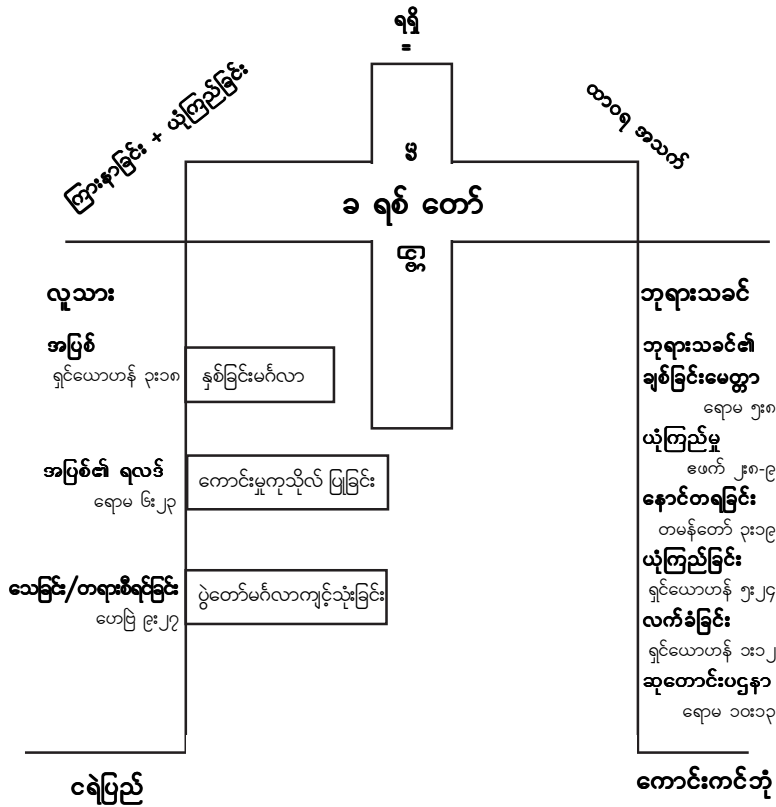 ရရှိ
=
ကြားနာခြင်း + ယုံကြည်ခြင်း
ထာဝရ အသက်
ခ ရစ် တော်
လူသား
အပြစ်
ရှင်ယောဟန် ၃း၁၈
နှစ်ခြင်းမင်္ဂလာ
အပြစ်၏ ရလဒ်
ရောမ ၆း၂၃
ကောင်းမှုကုသိုလ် ပြုခြင်း
သေခြင်း/တရားစီရင်ခြင်း
ဟေဗြဲ ၉း၂၇
ပွဲတော်မင်္ဂလာကျင့်သုံးခြင်း
ငရဲပြည်
ဘုရားသခင်
ဘုရားသခင်၏
ချစ်ခြင်းမေတ္တာ
ရောမ ၅း၈
ယုံကြည်မှု
ဧဖက် ၂း၈-၉
နောင်တရခြင်း
တမန်တော် ၃း၁၉
ယုံကြည်ခြင်း
ရှင်ယောဟန် ၅း၂၄
လက်ခံခြင်း
ရှင်ယောဟန် ၁း၁၂
ဆုတောင်းပဌနာ
ရောမ ၁၀း၁၃
ကောင်းကင်ဘုံ